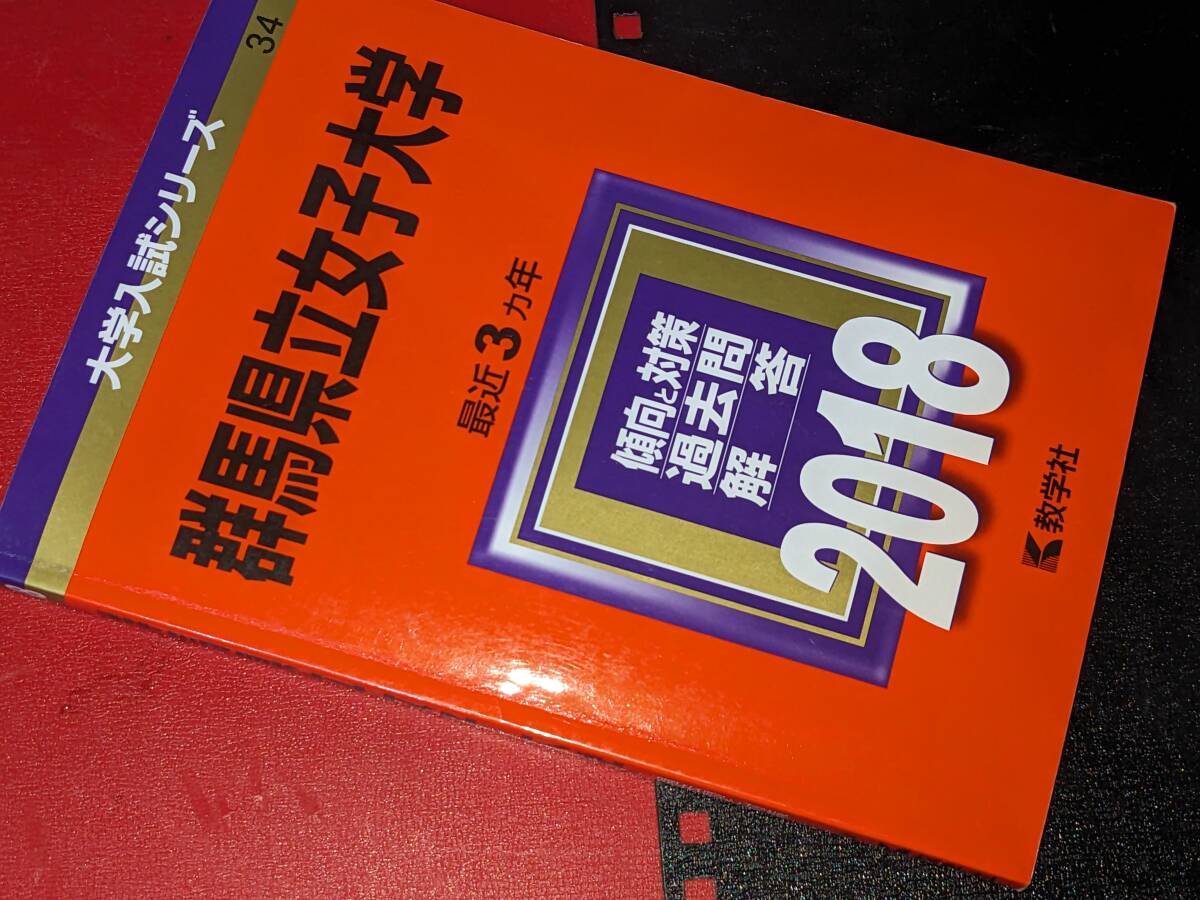 大学入試シリーズ
34
群馬県立女子大学
最近3ヵ年
傾向と対策
過去問
解答
2018
教学社